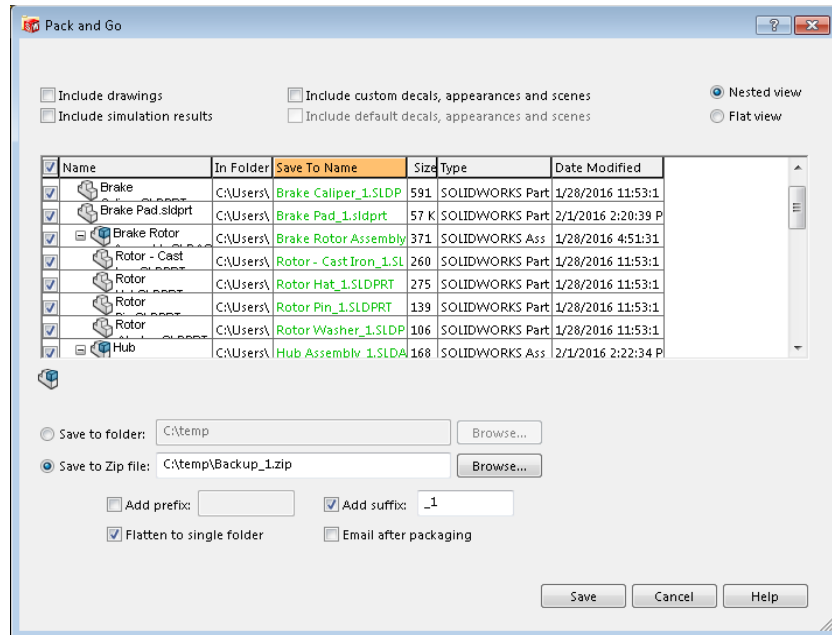 Pack and Go
Include drawings
Include custom decals, appearances and scenes
Nested view
Include simulation results
Include default decals, appearances and scenes
Flat view
Name In Folder Save To Name Size Type Date Modified
Brake C:\Users\ Brake Caliper_1.SLDP 591 SOLIDWORKS Part 1/28/2016 11:53:1
Brake Pad.sldprt C:\Users\ Brake Pad_1.sldprt 57 K SOLIDWORKS Part 2/1/2016 2:20:39 P
Brake Rotor C:\Users\ Brake Rotor Assembly 371 SOLIDWORKS Ass 1/28/2016 4:51:31
Rotor - Cast C:\Users\ Rotor - Cast Iron_1.SL 260 SOLIDWORKS Part 1/28/2016 11:53:1
Rotor C:\Users\ Rotor Hat_1.SLDPRT 275 SOLIDWORKS Part 1/28/2016 11:53:1
Rotor C:\Users\ Rotor Pin_1.SLDPRT 139 SOLIDWORKS Part 1/28/2016 11:53:1
Rotor C:\Users\ Rotor Washer_1.SLDP 106 SOLIDWORKS Part 1/28/2016 11:53:1
Hub C:\Users\ Hub Assembly_1.SLDA 168 SOLIDWORKS Ass 2/1/2016 2:22:34 P
Save to folder: C:\temp Browse...
Save to Zip file: C:\temp\Backup_1.zip Browse...
Add prefix: Add suffix: _1
Flatten to single folder Email after packaging
Save Cancel Help